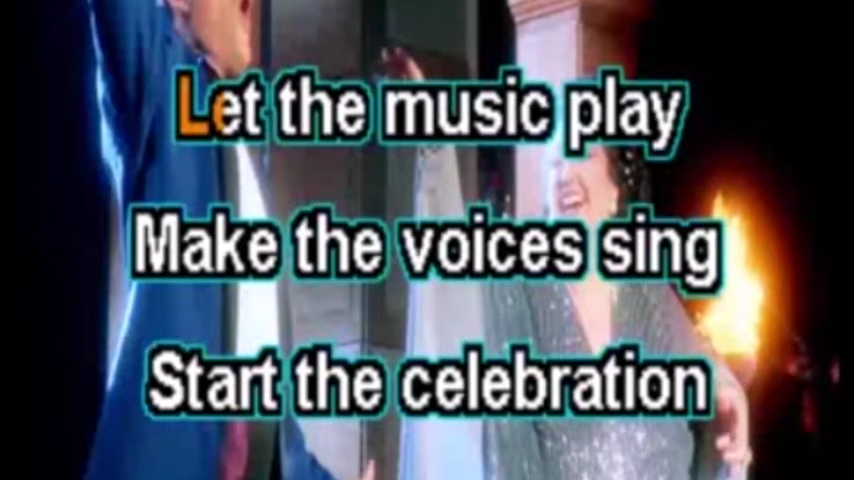 Let the music play
Make the voices sing
Start the celebration